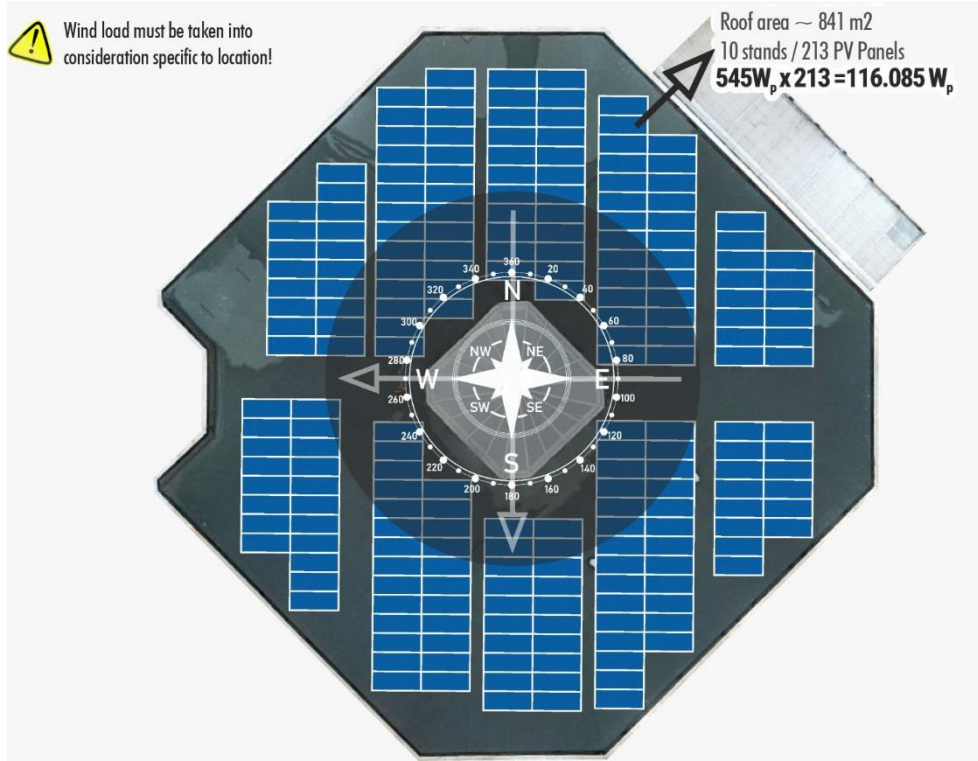 Wind load must be taken into
consideration specific to location!
Roof area ~ 841 m2
10 stands / 213 PV Panels
545Wp x 213 =116.085 Wp
340
360
20
320
N
40
300
60
NW
NE
280
80
W
E
260
100
SW
SE
240
120
220
S
140
200
180
160